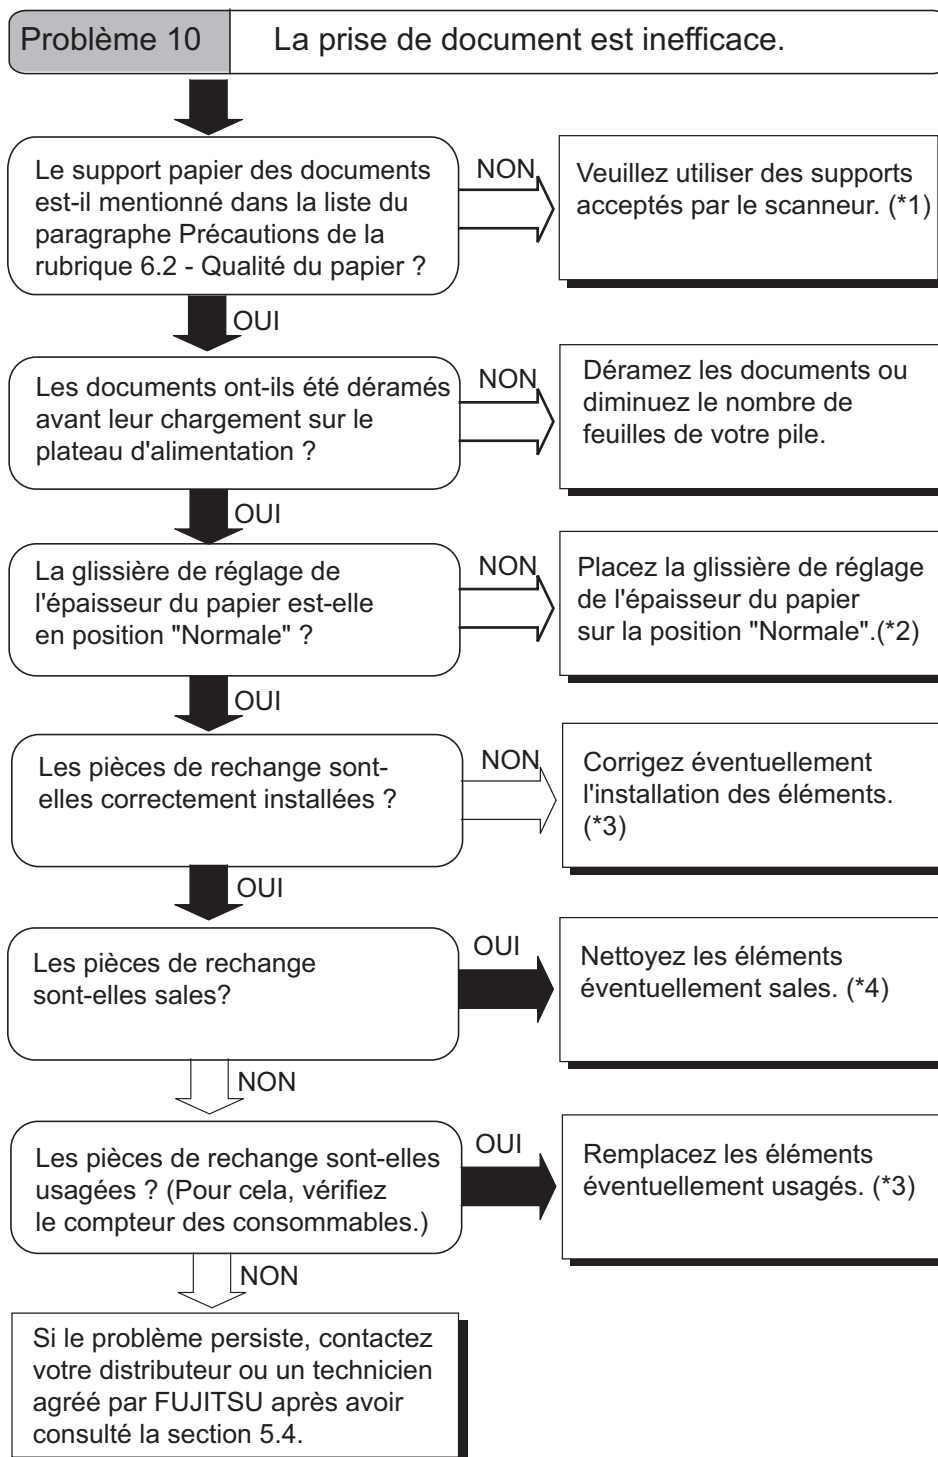 Problème 10
La prise de document est inefficace.
Le support papier des documents
est-il mentionné dans la liste du
paragraphe Précautions de la
rubrique 6.2 - Qualité du papier ?
NON
Veuillez utiliser des supports
acceptés par le scanneur. (*1)
OUI
Les documents ont-ils été déramés
avant leur chargement sur le
plateau d'alimentation ?
NON
Déramez les documents ou
diminuez le nombre de
feuilles de votre pile.
OUI
La glissière de réglage de
l'épaisseur du papier est-elle
en position "Normale" ?
NON
Placez la glissière de réglage
de l'épaisseur du papier
sur la position "Normale".(*2)
OUI
Les pièces de rechange sont-
elles correctement installées ?
NON
Corrigez éventuellement
l'installation des éléments.
(*3)
OUI
Les pièces de rechange
sont-elles sales?
OUI
Nettoyez les éléments
éventuellement sales. (*4)
NON
Les pièces de rechange sont-elles
usagées ? (Pour cela, vérifiez
le compteur des consommables.)
OUI
Remplacez les éléments
éventuellement usagés. (*3)
NON
Si le problème persiste, contactez
votre distributeur ou un technicien
agréé par FUJITSU après avoir
consulté la section 5.4.